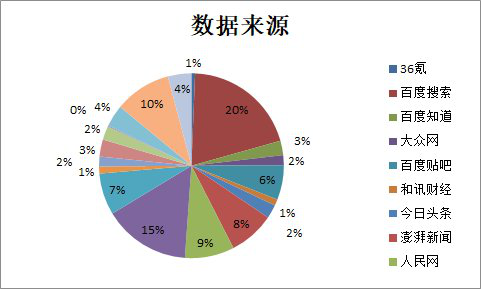 数据来源
1%
20%
3%
2%
6%
1%
2%
8%
9%
15%
7%
1%
2%
3%
2%
0%
4%
10%
4%
36氪
百度搜索
百度知道
大众网
百度贴吧
和讯财经
今日头条
澎湃新闻
人民网